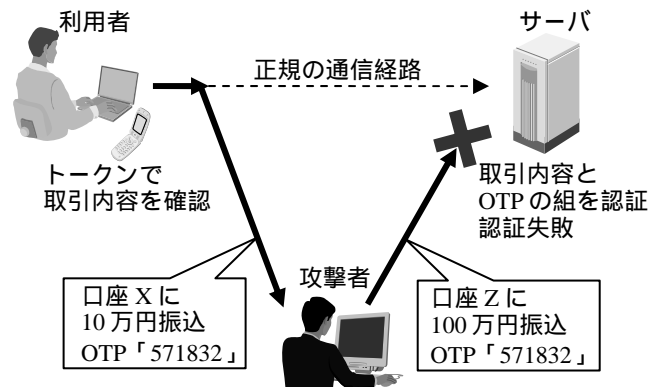 利用者
サーバ
正規の通信経路
トークンで
取引内容を確認
取引内容と
OTP の組を認証
認証失敗
攻撃者
口座 X に
10 万円振込
OTP「571832」
口座 Z に
100 万円振込
OTP「571832」